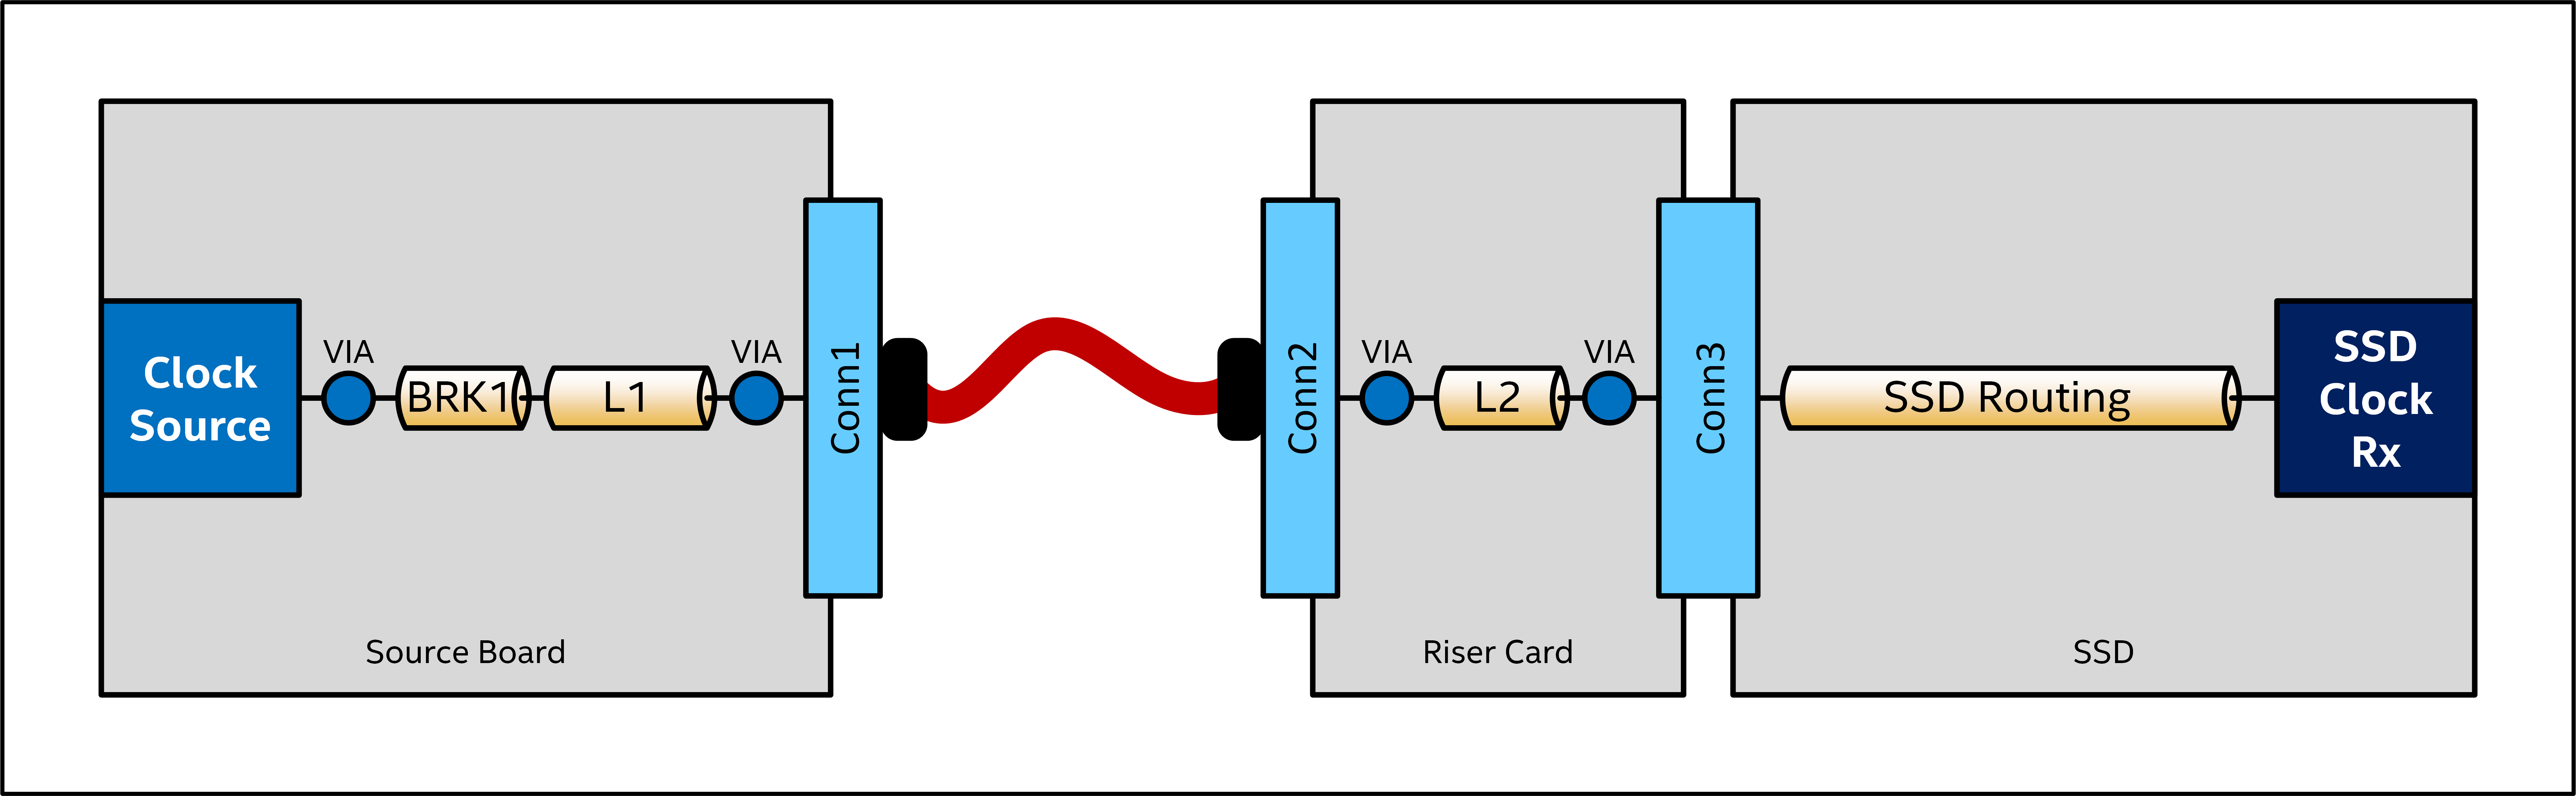 Clock
Source
VIA
BRK1
L1
VIA
Conn1
Source Board
Conn2
VIA
L2
VIA
Riser Card
Conn3
SSD Routing
SSD
Clock
Rx
SSD